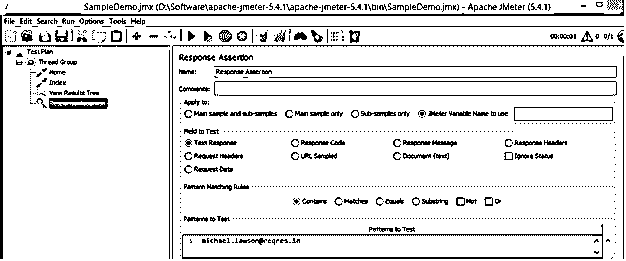 SampleDemo.jmx (D:\Software\apache-jmeter-5.4.1\apache-jmeter-5.4.1\bin\SampleDemo.jmx) - Apache JMeter (5.4.1)
File Edit Search Run Options Tools Help
00:00:01 0 0/1
Test Plan
Thread Group
Home
Index
View Results Tree
Response Assertion
Name: Response Assertion
Comments:
Apply to:
Main sample and sub-samples Main sample only Sub-samples only JMeter Variable Name to use
Field to Test
Text Response Response Code Response Message Response Headers
Request Headers URL Sampled Document (text) Ignore Status
Request Data
Pattern Matching Rules
Contains Matches Equals Substring Not Or
Patterns to Test
Patterns to Test
1 michael.lawson@reqres.in